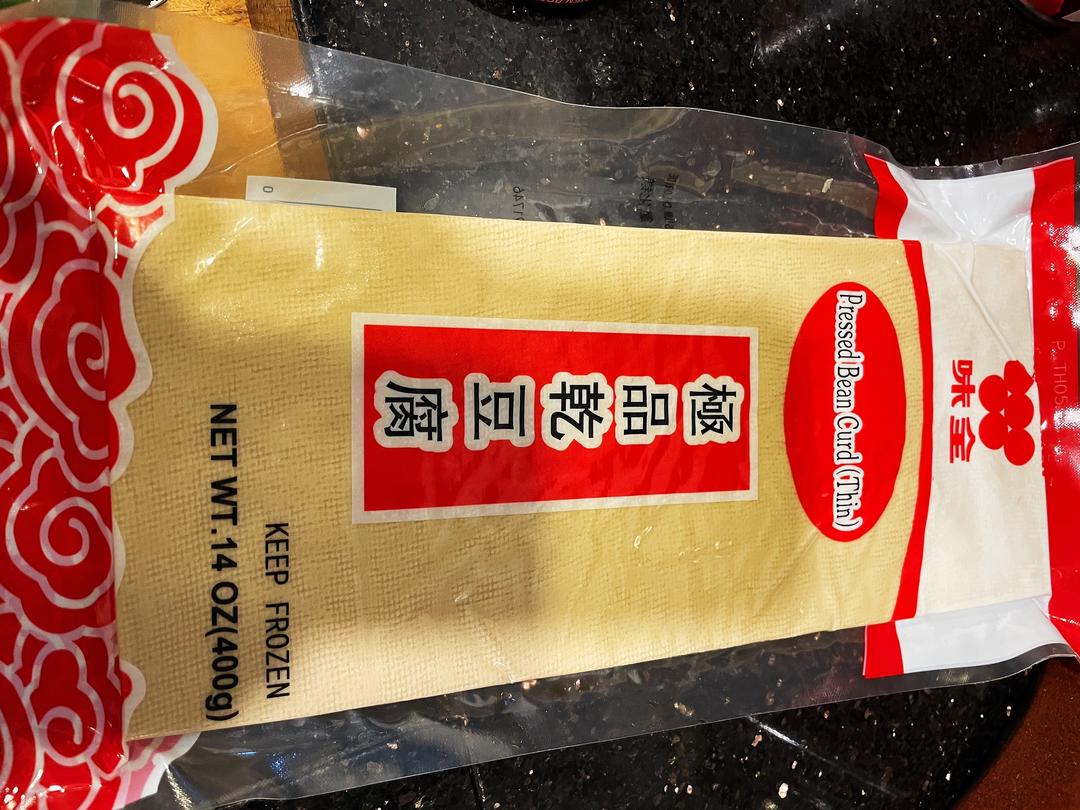 味全
Pressed Bean Curd (Thin)
極品乾豆腐
KEEP FROZEN
NET WT.14 OZ(400g)